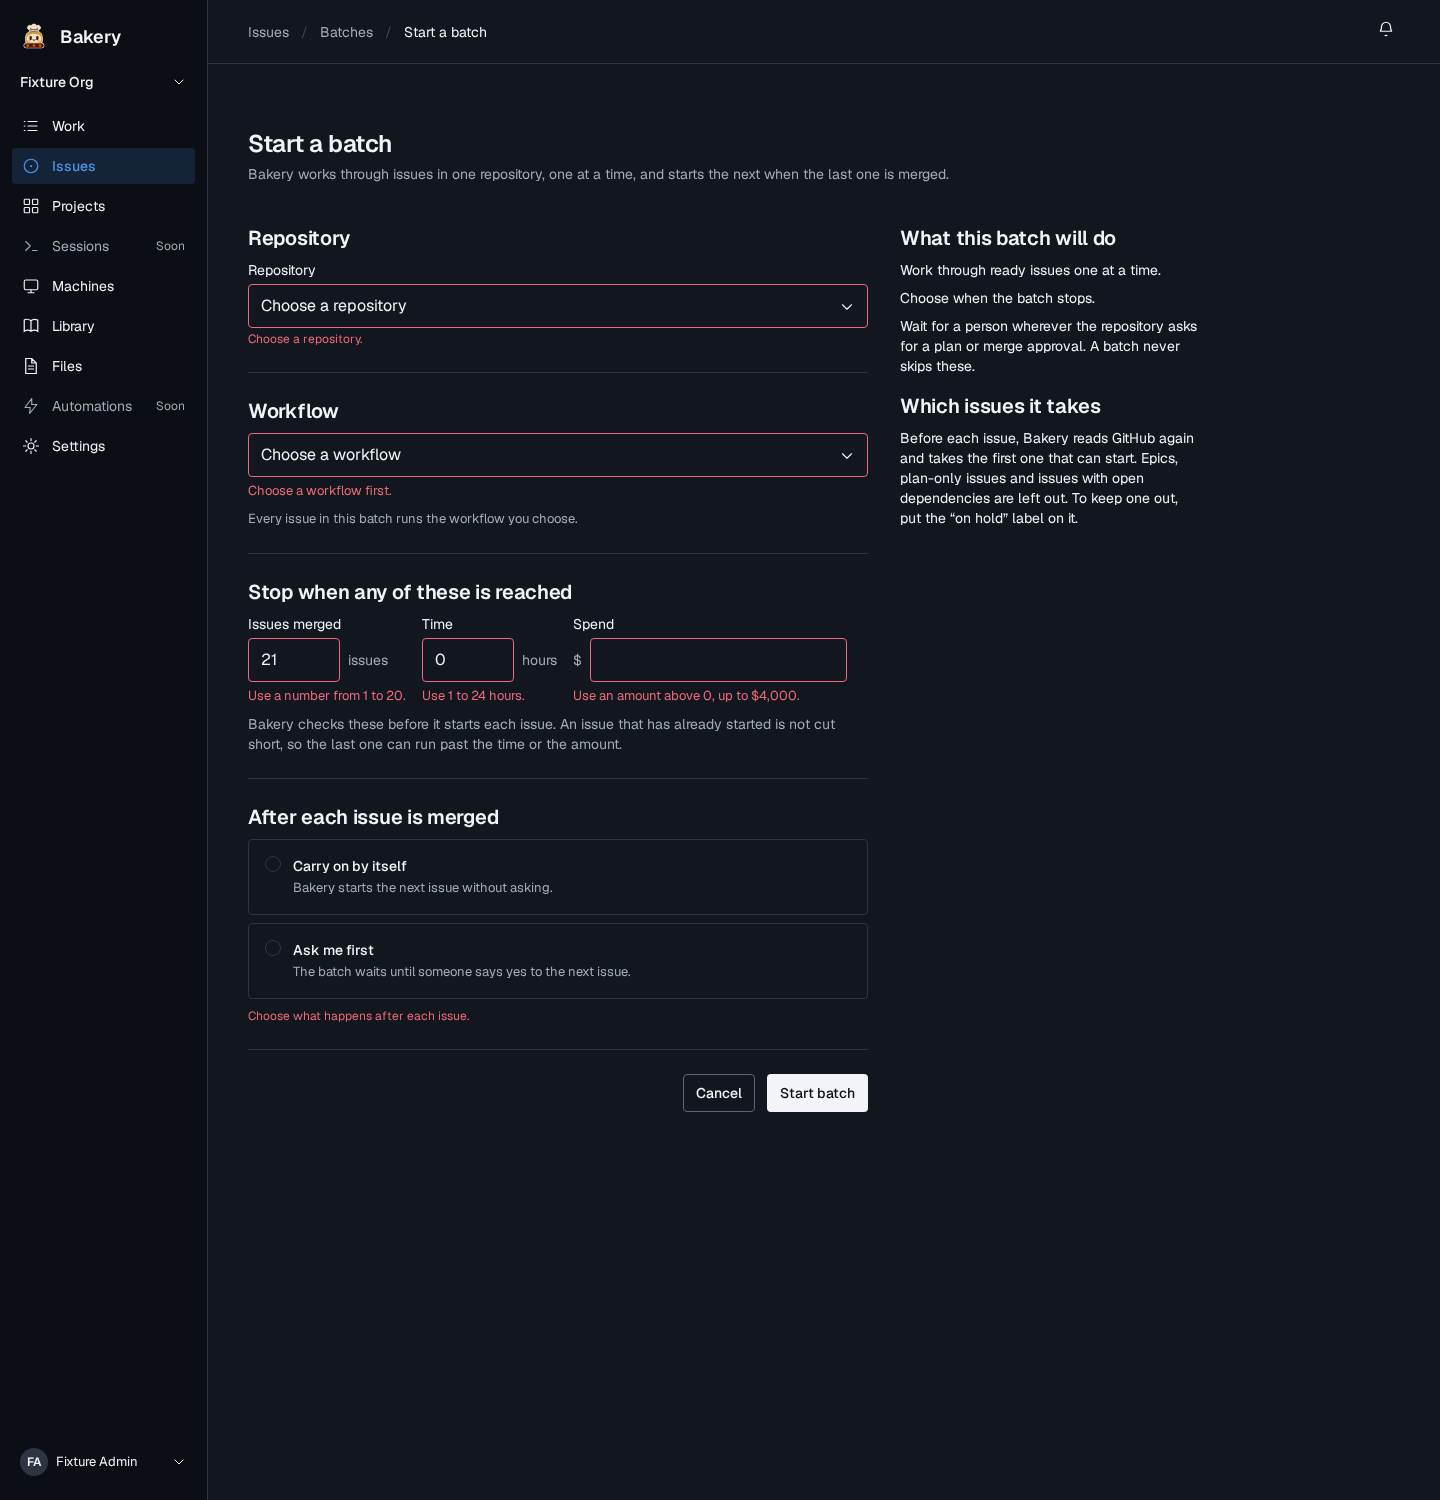 Bakery
Fixture Org
Work
Issues
Projects
Sessions Soon
Machines
Library
Files
Automations Soon
Settings
FA Fixture Admin
Issues / Batches / Start a batch
Start a batch
Bakery works through issues in one repository, one at a time, and starts the next when the last one is merged.
Repository
Repository
Choose a repository
Choose a repository.
Workflow
Choose a workflow
Choose a workflow first.
Every issue in this batch runs the workflow you choose.
Stop when any of these is reached
Issues merged Time Spend
21 issues 0 hours $
Use a number from 1 to 20. Use 1 to 24 hours. Use an amount above 0, up to $4,000.
Bakery checks these before it starts each issue. An issue that has already started is not cut
short, so the last one can run past the time or the amount.
After each issue is merged
Carry on by itself
Bakery starts the next issue without asking.
Ask me first
The batch waits until someone says yes to the next issue.
Choose what happens after each issue.
Cancel Start batch
What this batch will do
Work through ready issues one at a time.
Choose when the batch stops.
Wait for a person wherever the repository asks
for a plan or merge approval. A batch never
skips these.
Which issues it takes
Before each issue, Bakery reads GitHub again
and takes the first one that can start. Epics,
plan-only issues and issues with open
dependencies are left out. To keep one out,
put the “on hold” label on it.